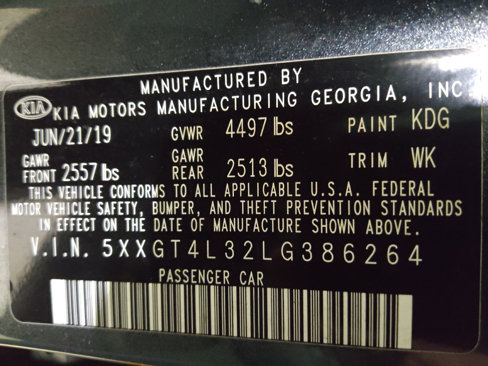 MANUFACTURED BY
KIA KIA MOTORS MANUFACTURING GEORGIA, INC.
JUN/21/19 GVWR 4497 lbs PAINT KDG
GAWR FRONT 2557 lbs GAWR REAR 2513 lbs TRIM WK
THIS VEHICLE CONFORMS TO ALL APPLICABLE U.S.A. FEDERAL
MOTOR VEHICLE SAFETY, BUMPER, AND THEFT PREVENTION STANDARDS
IN EFFECT ON THE DATE OF MANUFACTURE SHOWN ABOVE.
V.I.N. 5XXGT4L32LG386264
PASSENGER CAR